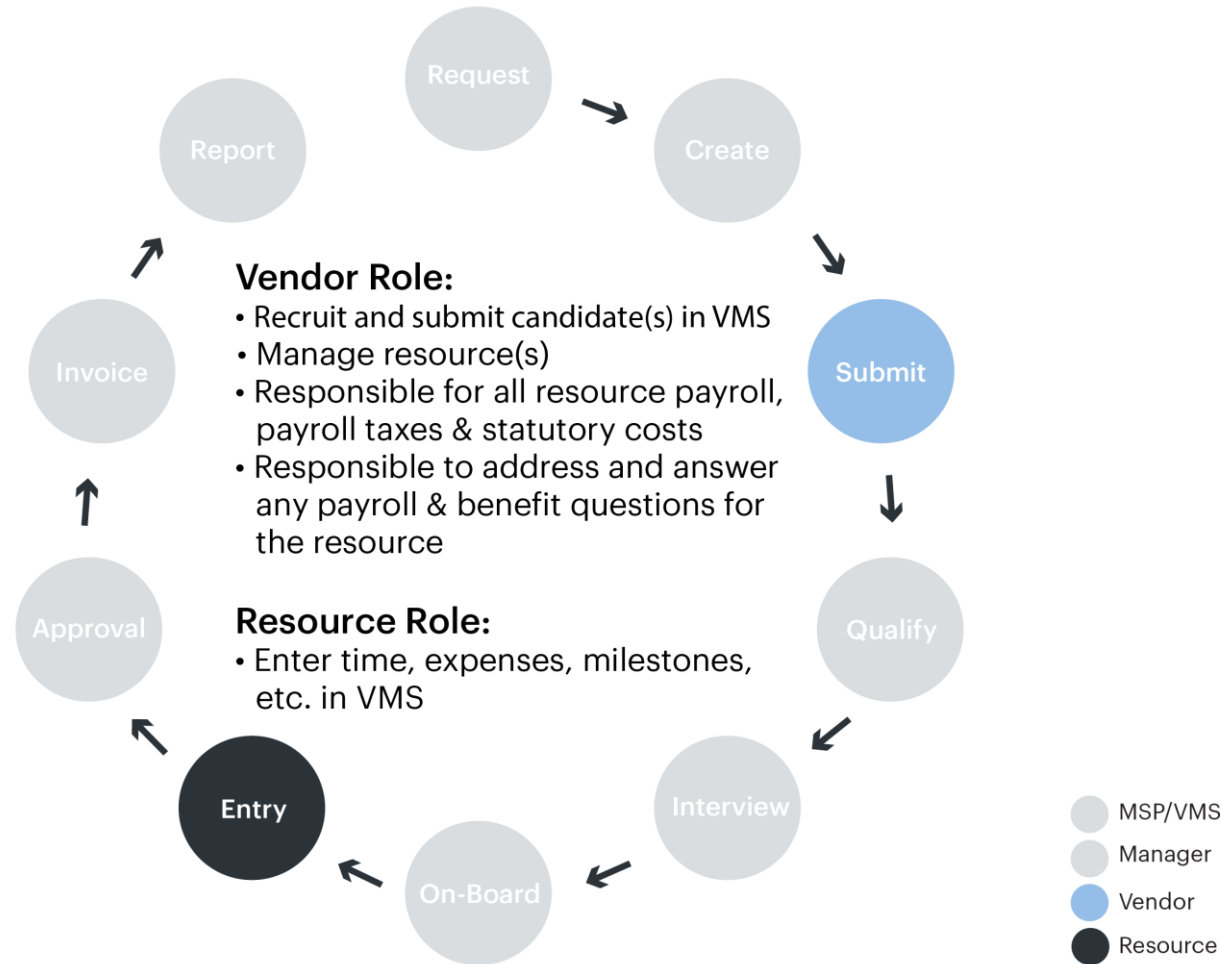 Request
Create
Submit
Qualify
Interview
On-Board
Entry
Approval
Invoice
Report
Vendor Role:
• Recruit and submit candidate(s) in VMS
• Manage resource(s)
• Responsible for all resource payroll,
payroll taxes & statutory costs
• Responsible to address and answer
any payroll & benefit questions for
the resource
Resource Role:
• Enter time, expenses, milestones,
etc. in VMS
MSP/VMS
Manager
Vendor
Resource